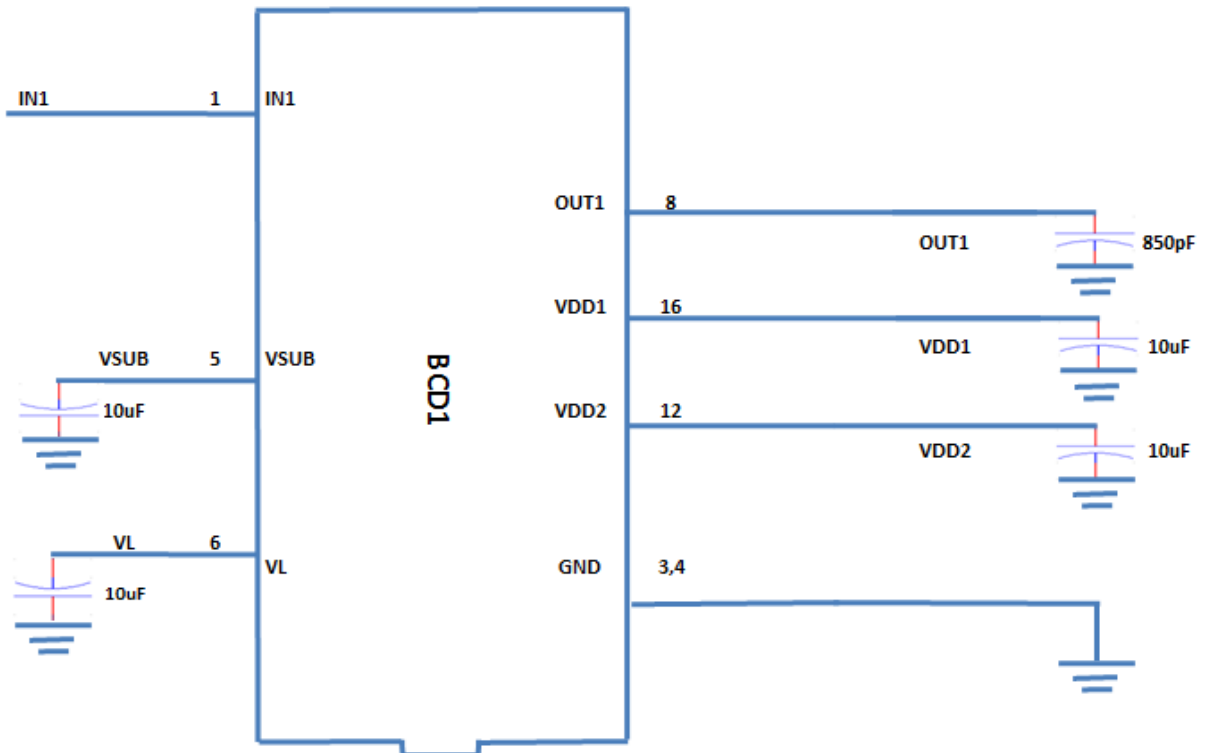 IN1 1 IN1
OUT1 8
OUT1 850pF
VDD1 16
VSUB 5 VSUB VDD1 10uF
10uF BCD1 VDD2 12
VDD2 10uF
VL 6
VL GND 3,4
10uF